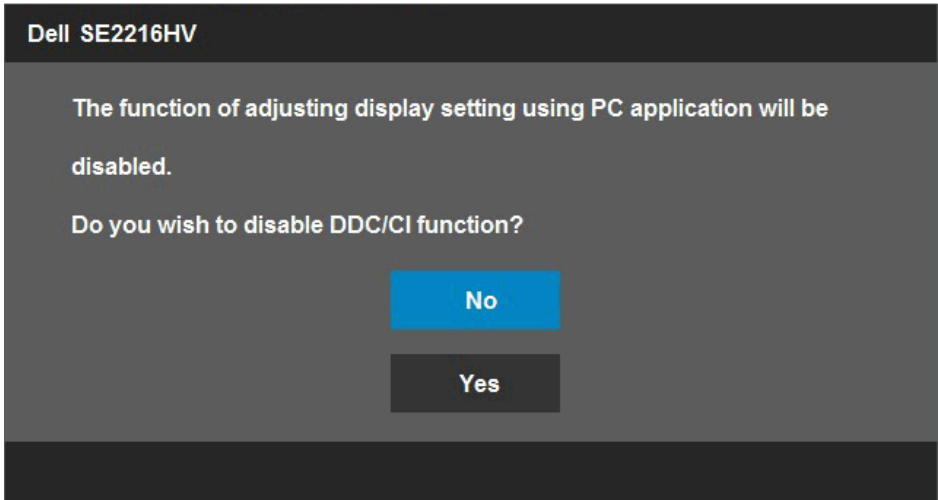 Dell SE2216HV
The function of adjusting display setting using PC application will be
disabled.
Do you wish to disable DDC/CI function?
No
Yes